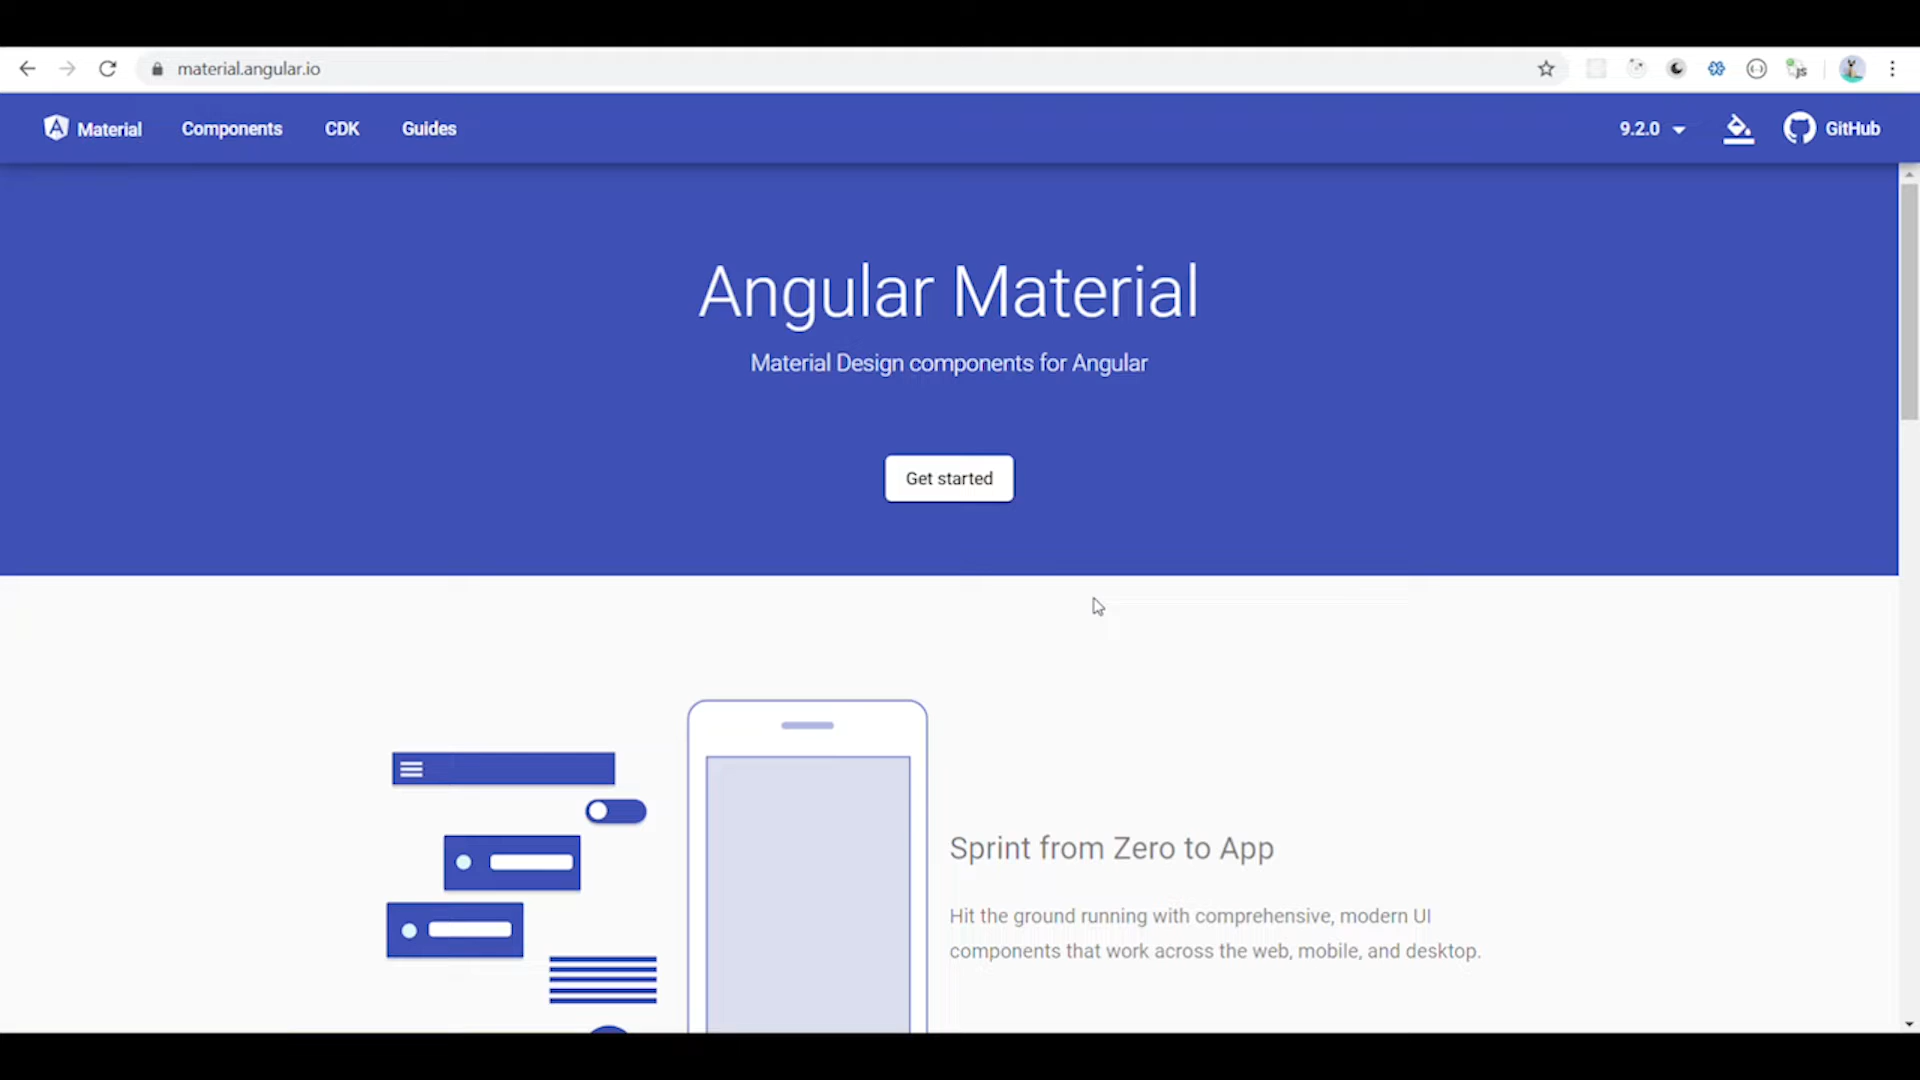 material.angular.io
Material Components CDK Guides 9.2.0 GitHub
Angular Material
Material Design components for Angular
Get started
Sprint from Zero to App
Hit the ground running with comprehensive, modern UI
components that work across the web, mobile, and desktop.